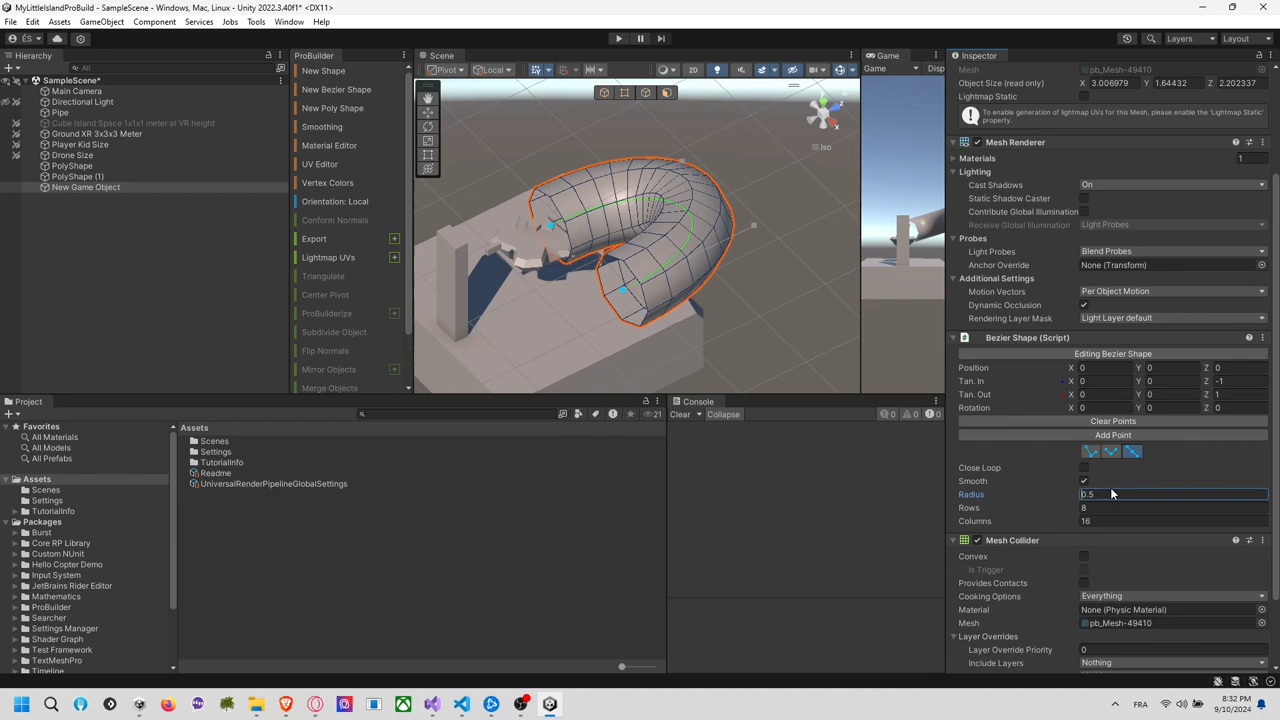 MyLittleIslandProBuild - SampleScene - Windows, Mac, Linux - Unity 2022.3.40f1* <DX11>
File Edit Assets GameObject Component Services Jobs Tools Window Help
ÉS
Layers Layout
Hierarchy
All
SampleScene*
Main Camera
Directional Light
Pipe
Cube Island Space 1x1x1 meter at VR height
Ground XR 3x3x3 Meter
Player Kid Size
Drone Size
PolyShape
PolyShape (1)
New Game Object
ProBuilder
New Shape
New Bezier Shape
New Poly Shape
Smoothing
Material Editor
UV Editor
Vertex Colors
Orientation: Local
Conform Normals
Export
Lightmap UVs
Triangulate
Center Pivot
ProBuilderize
Subdivide Object
Flip Normals
Mirror Objects
Merge Objects
Scene
Pivot Local 2D
y z x
Iso
Game
Game Disp
Inspector
Mesh pb_Mesh-49410
Object Size (read only) X 3.006979 Y 1.64432 Z 2.202337
Lightmap Static
To enable generation of lightmap UVs for this Mesh, please enable the 'Lightmap Static' property.
Mesh Renderer
Materials 1
Lighting
Cast Shadows On
Static Shadow Caster
Contribute Global Illumination
Receive Global Illumination Light Probes
Probes
Light Probes Blend Probes
Anchor Override None (Transform)
Additional Settings
Motion Vectors Per Object Motion
Dynamic Occlusion
Rendering Layer Mask Light Layer default
Bezier Shape (Script)
Editing Bezier Shape
Position X 0 Y 0 Z 0
Tan. In X 0 Y 0 Z -1
Tan. Out X 0 Y 0 Z 1
Rotation X 0 Y 0 Z 0
Clear Points
Add Point
Close Loop
Smooth
Radius 0.5
Rows 8
Columns 16
Mesh Collider
Convex
Is Trigger
Provides Contacts
Cooking Options Everything
Material None (Physic Material)
Mesh pb_Mesh-49410
Layer Overrides
Layer Override Priority 0
Include Layers Nothing
Project
21
Favorites
All Materials
All Models
All Prefabs
Assets
Scenes
Settings
TutorialInfo
Packages
Burst
Core RP Library
Custom NUnit
Hello Copter Demo
Input System
JetBrains Rider Editor
Mathematics
ProBuilder
Searcher
Settings Manager
Shader Graph
Test Framework
TextMeshPro
Timeline
Assets
Scenes
Settings
TutorialInfo
Readme
UniversalRenderPipelineGlobalSettings
Console
Clear Collapse 0 0 0
FRA 8:32 PM
9/10/2024